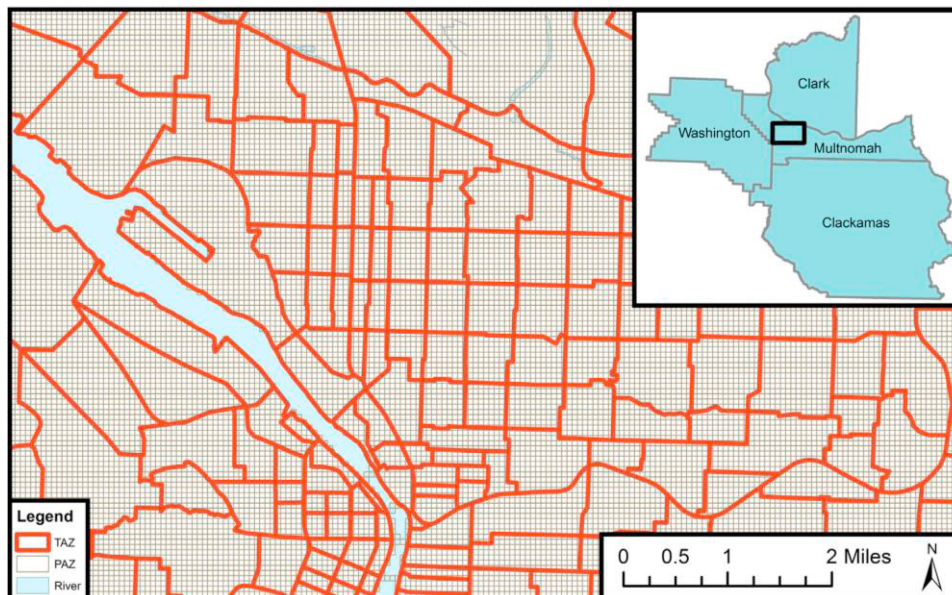 Clark
Washington
Multnomah
Clackamas
Legend
TAZ
PAZ
River
0 0.5 1 2 Miles
N